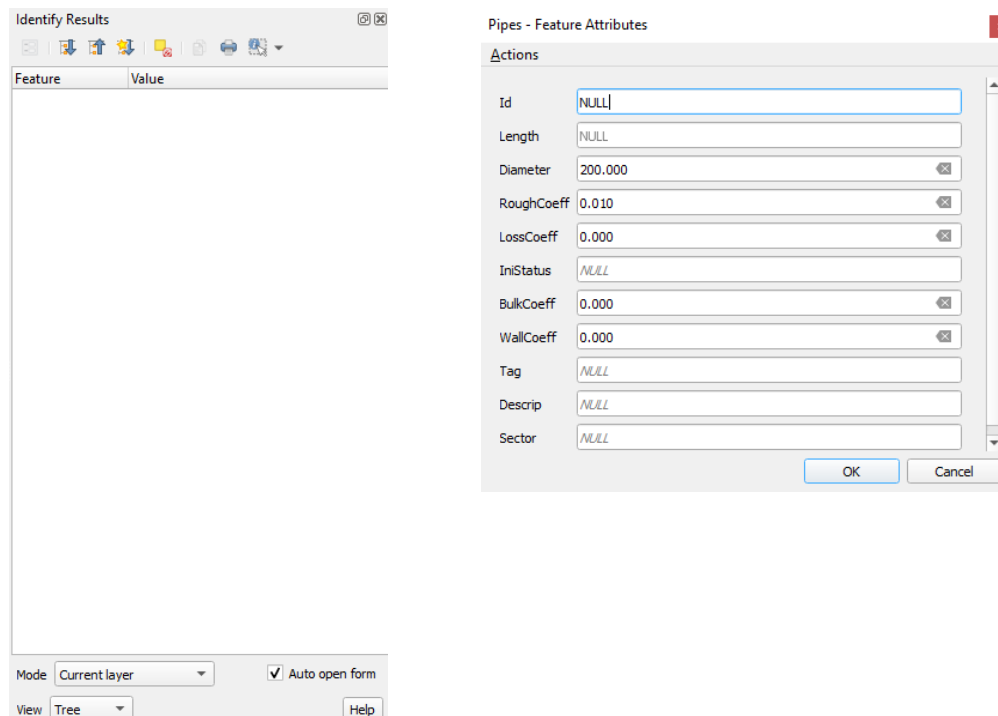 Identify Results
Feature Value
Mode Current layer Auto open form
View Tree Help
Pipes - Feature Attributes
Actions
Id NULL
Length NULL
Diameter 200.000
RoughCoeff 0.010
LossCoeff 0.000
IniStatus NULL
BulkCoeff 0.000
WallCoeff 0.000
Tag NULL
Descrip NULL
Sector NULL
OK Cancel